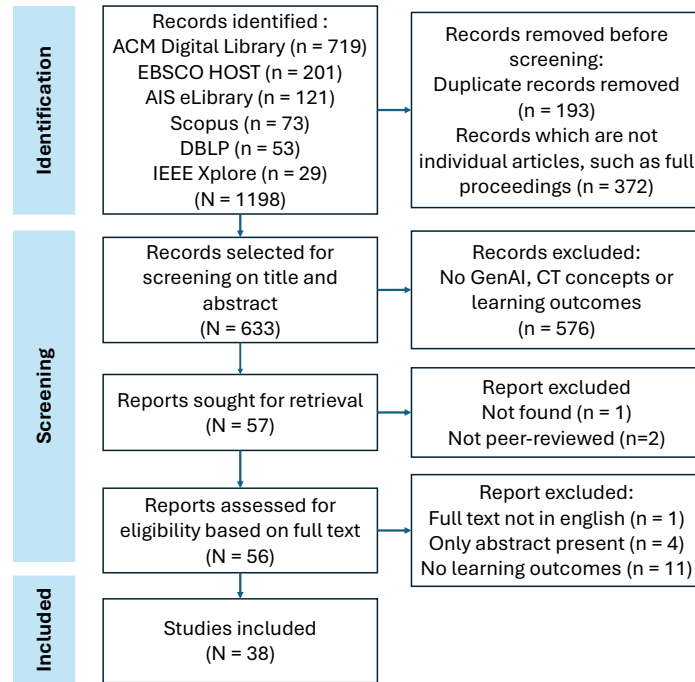 Identification
Records identified :
ACM Digital Library (n = 719)
EBSCO HOST (n = 201)
AIS eLibrary (n = 121)
Scopus (n = 73)
DBLP (n = 53)
IEEE Xplore (n = 29)
(N = 1198)
Records removed before
screening:
Duplicate records removed
(n = 193)
Records which are not
individual articles, such as full
proceedings (n = 372)
Screening
Records selected for
screening on title and
abstract
(N = 633)
Records excluded:
No GenAI, CT concepts or
learning outcomes
(n = 576)
Reports sought for retrieval
(N = 57)
Report excluded
Not found (n = 1)
Not peer-reviewed (n=2)
Reports assessed for
eligibility based on full text
(N = 56)
Report excluded:
Full text not in english (n = 1)
Only abstract present (n = 4)
No learning outcomes (n = 11)
Included
Studies included
(N = 38)